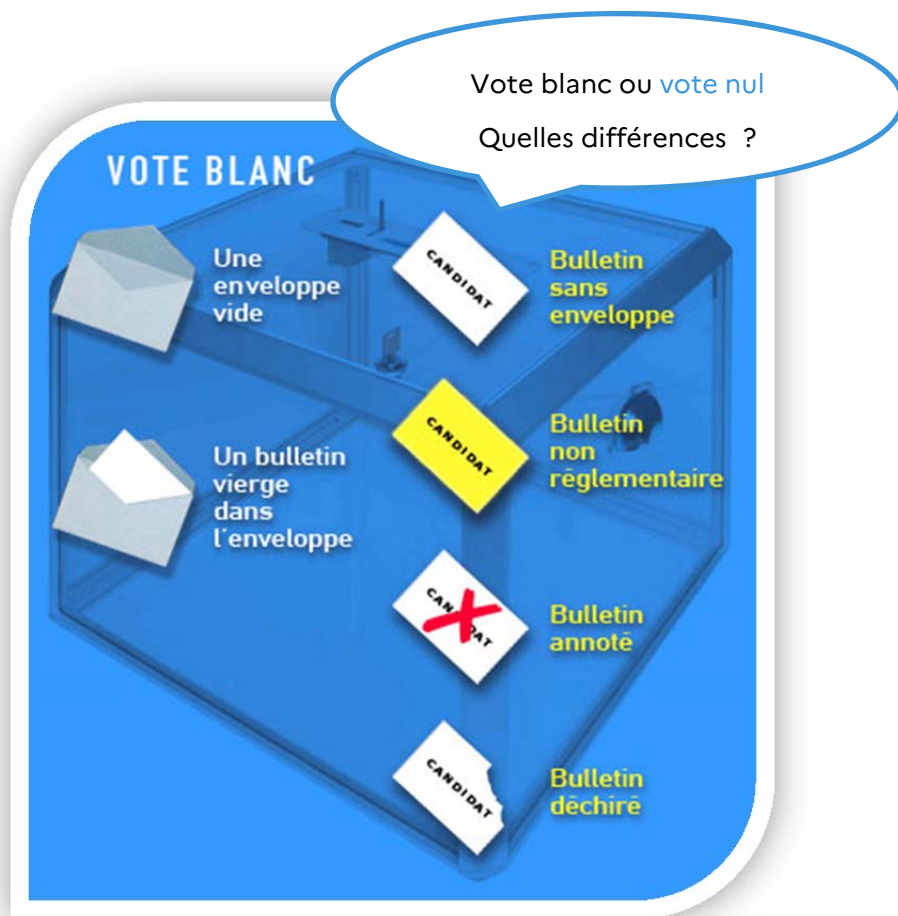 Vote blanc ou vote nul
Quelles différences ?
VOTE BLANC
Une
enveloppe
vide
Un bulletin
vierge
dans
l'enveloppe
CANDIDAT
Bulletin
sans
enveloppe
CANDIDAT
Bulletin
non
réglementaire
CANDIDAT
Bulletin
annoté
CANDIDAT
Bulletin
déchiré